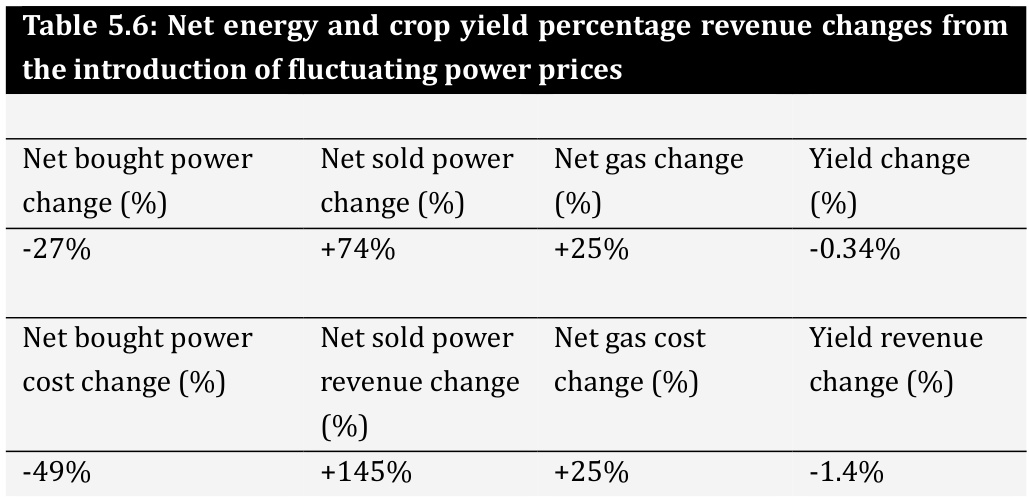 Table 5.6: Net energy and crop yield percentage revenue changes from
the introduction of fluctuating power prices
Net bought power change (%)
Net sold power change (%)
Net gas change (%)
Yield change (%)
-27%
+74%
+25%
-0.34%
Net bought power cost change (%)
Net sold power revenue change (%)
Net gas cost change (%)
Yield revenue change (%)
-49%
+145%
+25%
-1.4%